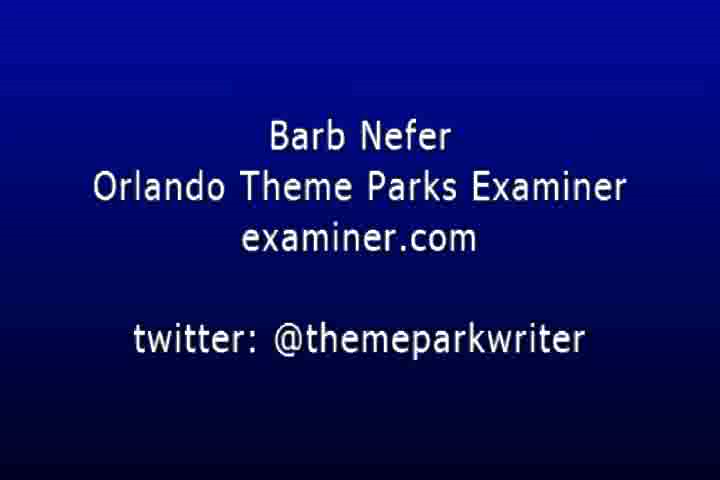 Barb Nefer
Orlando Theme Parks Examiner
examiner.com
twitter: @themeparkwriter